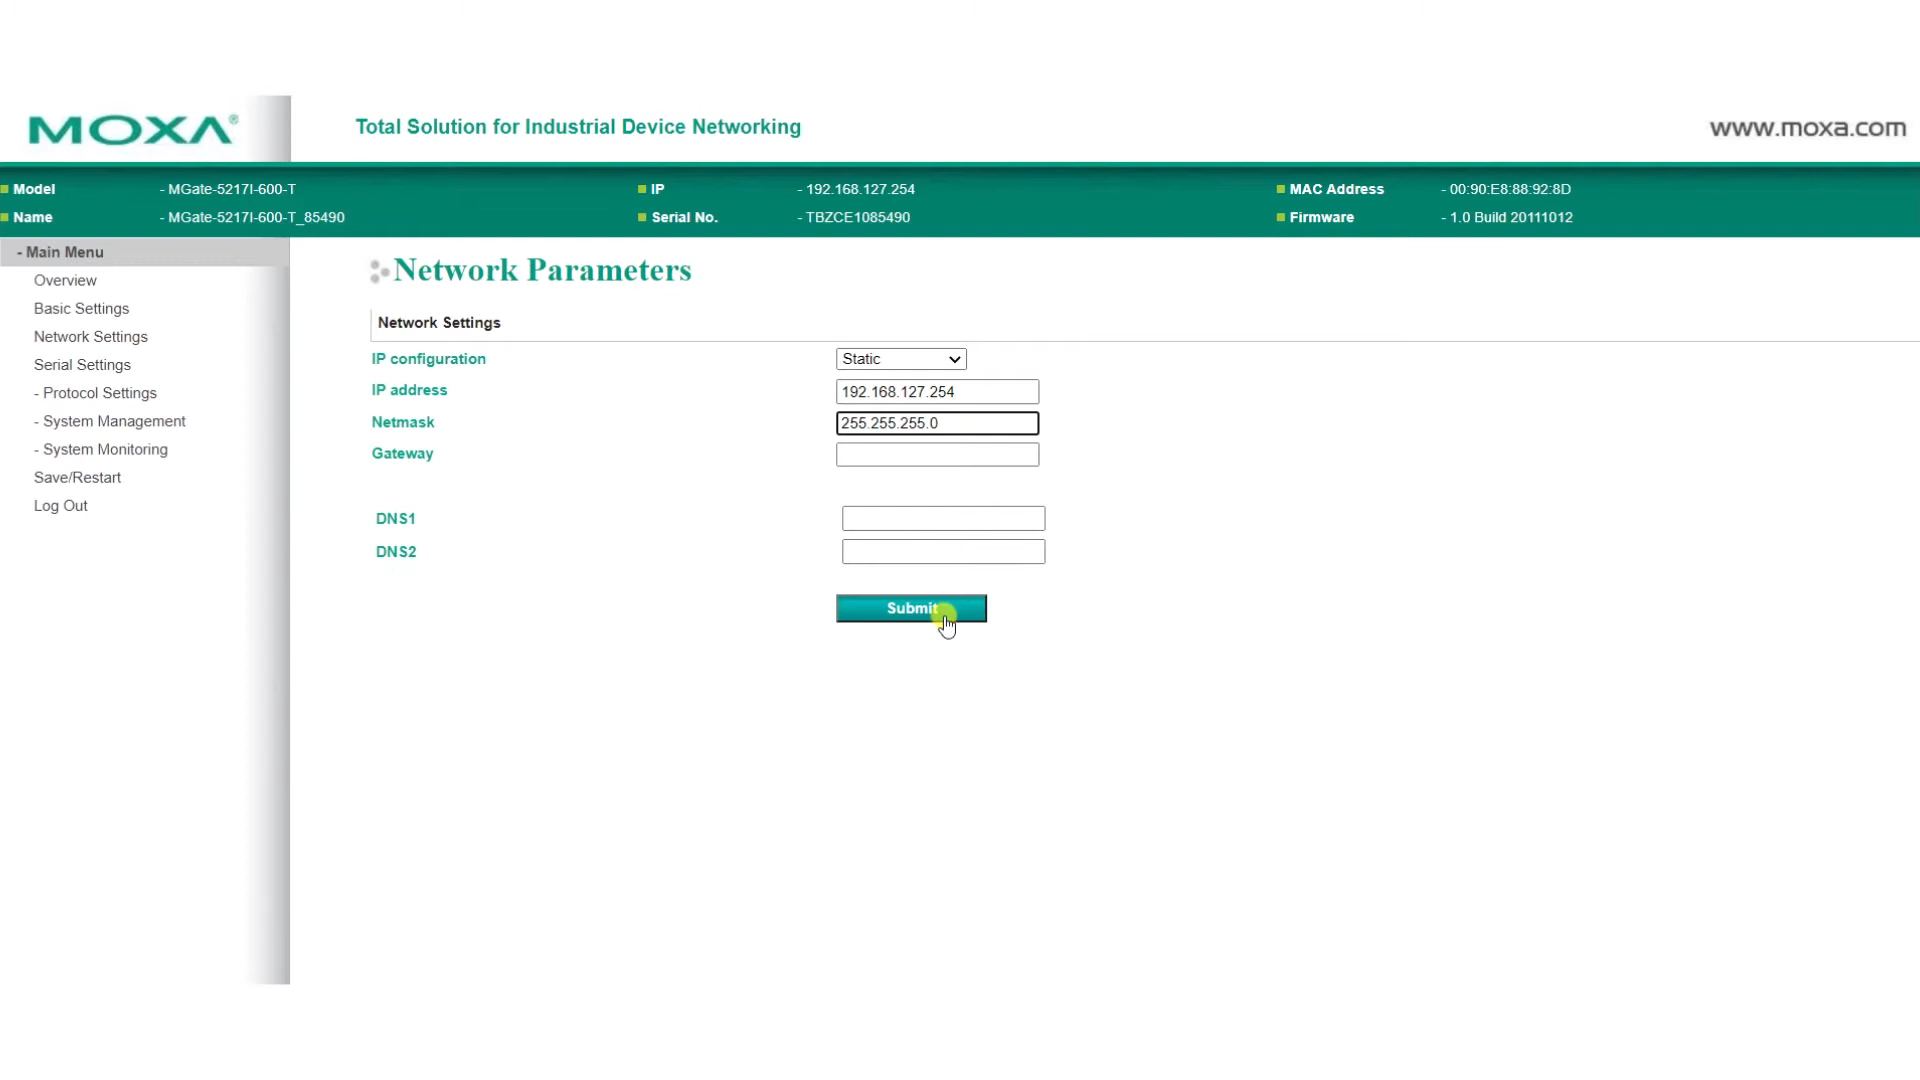 MOXA®
Total Solution for Industrial Device Networking
www.moxa.com
Model - MGate-5217I-600-T IP - 192.168.127.254 MAC Address - 00:90:E8:88:92:8D
Name - MGate-5217I-600-T_85490 Serial No. - TBZCE1085490 Firmware - 1.0 Build 20111012
- Main Menu
Overview
Basic Settings
Network Settings
Serial Settings
- Protocol Settings
- System Management
- System Monitoring
Save/Restart
Log Out
Network Parameters
Network Settings
IP configuration Static
IP address 192.168.127.254
Netmask 255.255.255.0
Gateway
DNS1
DNS2
Submit